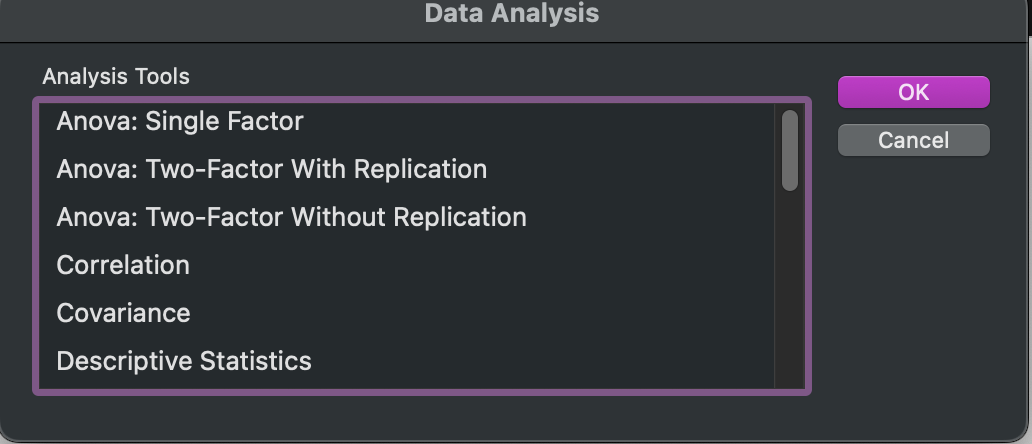 Data Analysis
Analysis Tools
Anova: Single Factor
Anova: Two-Factor With Replication
Anova: Two-Factor Without Replication
Correlation
Covariance
Descriptive Statistics
OK
Cancel